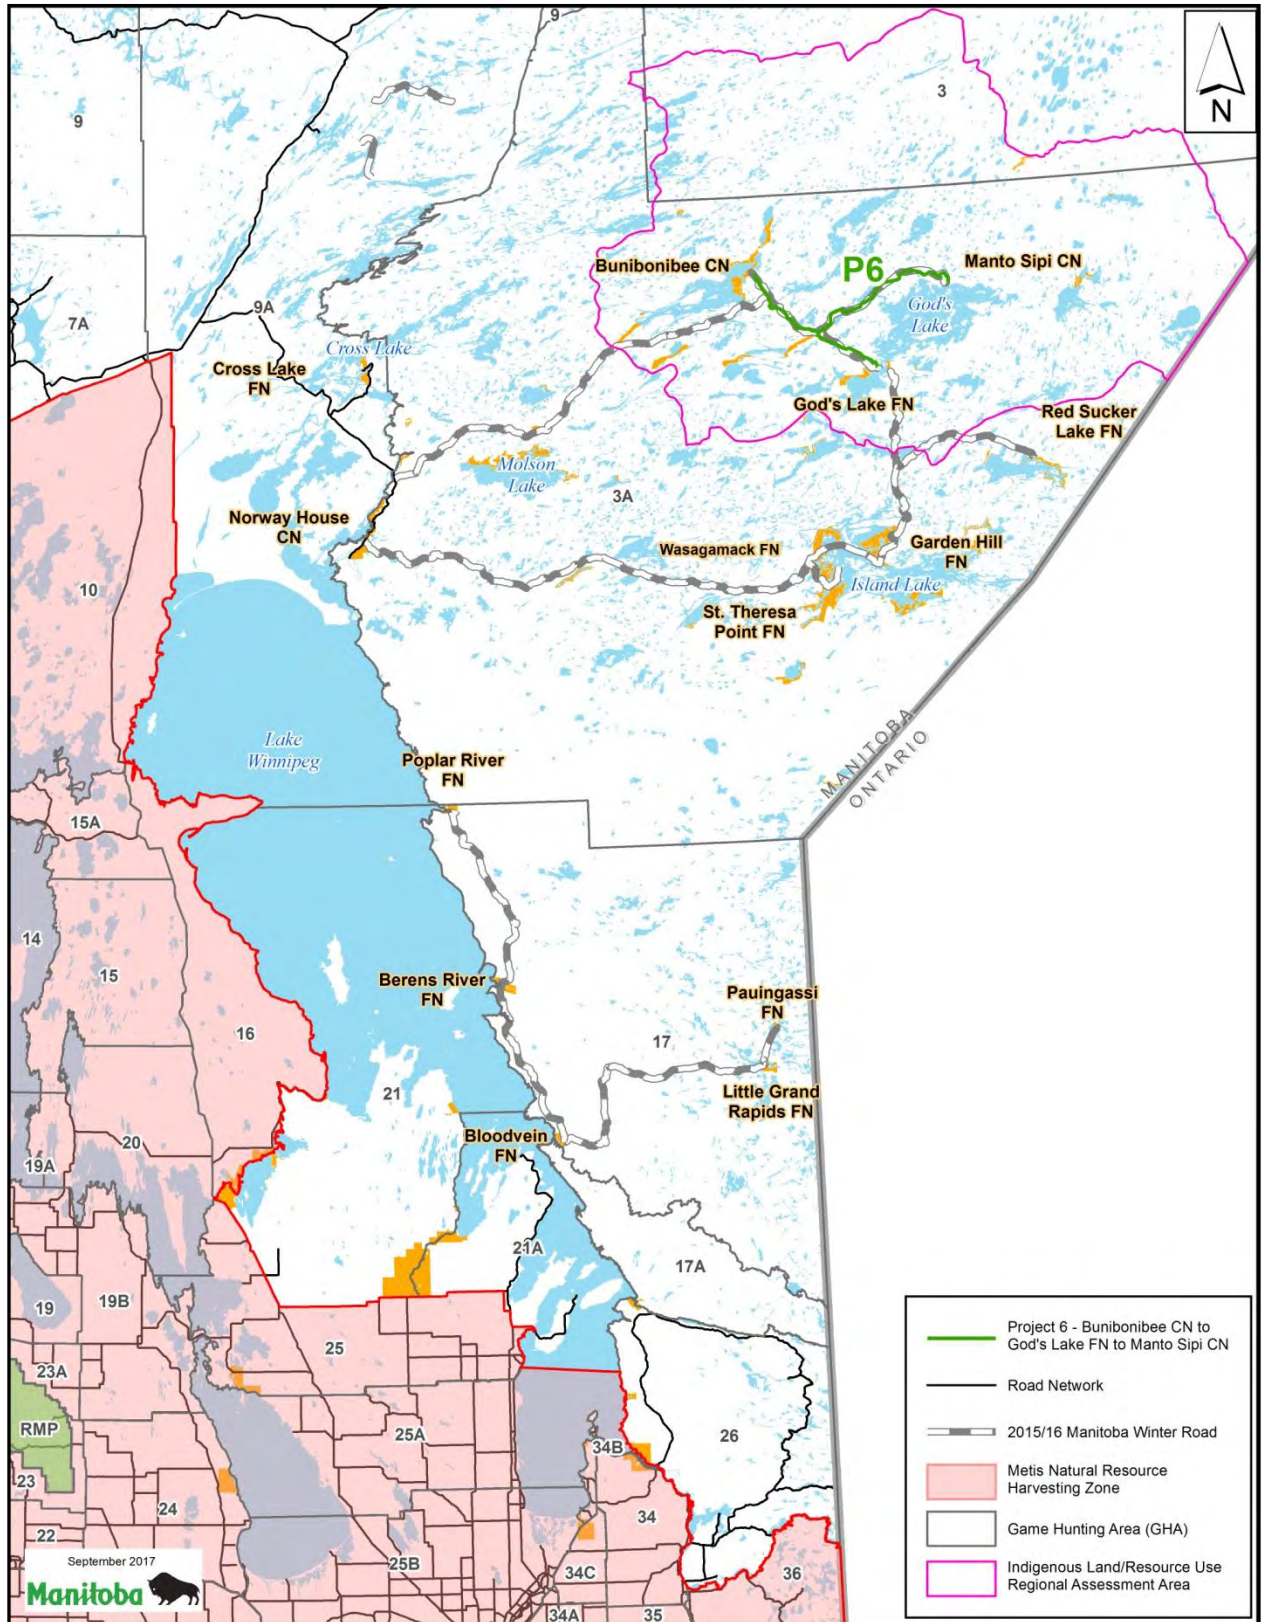 9
3
N
9
Bunibonibee CN
P6
Manto Sipi CN
God's
Lake
7A
9A
Cross Lake
Cross Lake
FN
God's Lake FN
Red Sucker
Lake FN
Molson
Lake
3A
Norway House
CN
Wasagamack FN
Garden Hill
FN
10
Island Lake
St. Theresa
Point FN
MANITOBA
ONTARIO
Lake
Winnipeg
Poplar River
FN
15A
14
15
Berens River
FN
Pauingassi
FN
16
17
21
Little Grand
Rapids FN
20
Bloodvein
FN
19A
21A
17A
19
19B
25
23A
RMP
25A
34B
26
23
24
34
22
25B
34C
36
34A
35
Project 6 - Bunibonibee CN to
God's Lake FN to Manto Sipi CN
Road Network
2015/16 Manitoba Winter Road
Metis Natural Resource
Harvesting Zone
Game Hunting Area (GHA)
Indigenous Land/Resource Use
Regional Assessment Area
September 2017
Manitoba